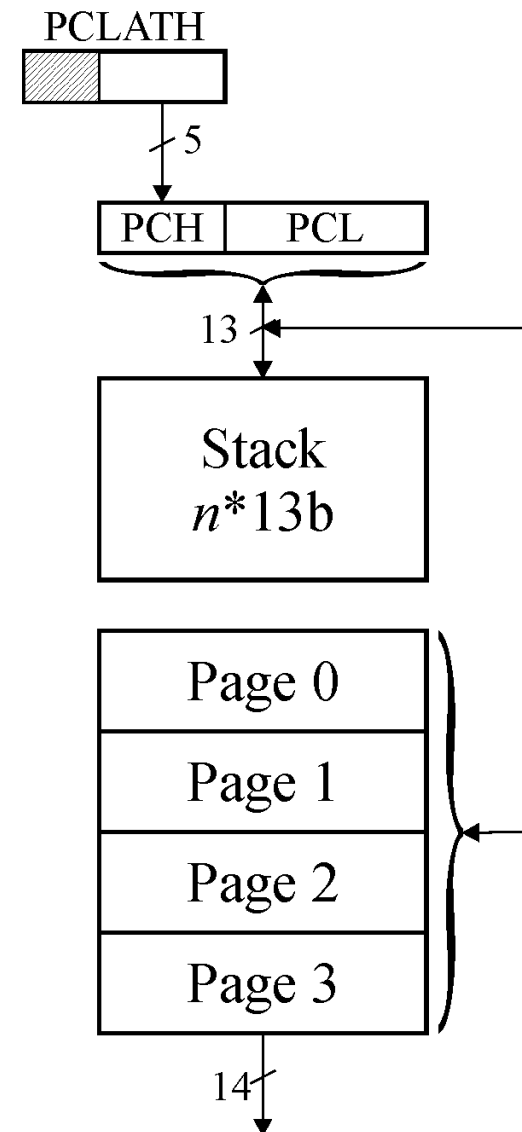 PCLATH
5
PCH PCL
13
Stack
n*13b
Page 0
Page 1
Page 2
Page 3
14